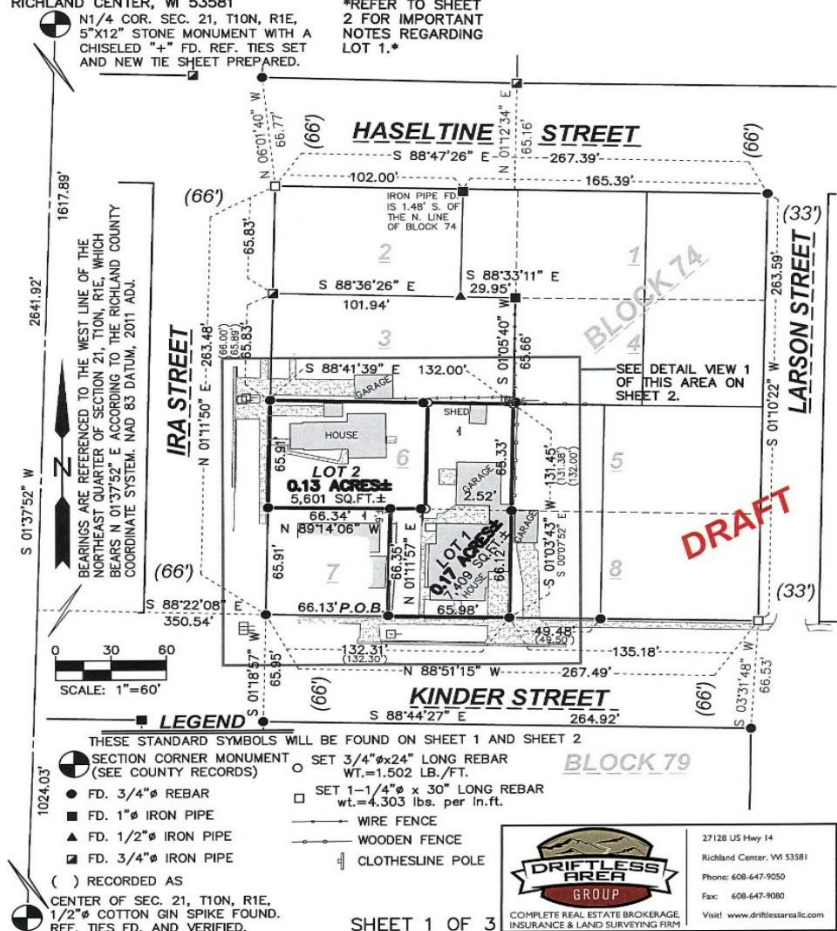 RICHLAND CENTER, WI 53581
N1/4 COR. SEC. 21, T10N, R1E,
5"X12" STONE MONUMENT WITH A
CHISELED "+" FD. REF. TIES SET
AND NEW TIE SHEET PREPARED.
*REFER TO SHEET
2 FOR IMPORTANT
NOTES REGARDING
LOT 1.*
N 06°01'40" W
66.77'
(66')
HASELTINE STREET
N 01°12'34" E
65.16'
(66')
S 88°47'26" E 267.39'
102.00'
165.39'
(66')
IRON PIPE FD.
IS 1.48' S. OF
THE N. LINE
OF BLOCK 74
(33')
1617.89'
2641.92'
S 01°37'52" W
BEARINGS ARE REFERENCED TO THE WEST LINE OF THE
NORTHEAST QUARTER OF SECTION 21, T10N, R1E, WHICH
BEARS N 01°37'52" E ACCORDING TO THE RICHLAND COUNTY
COORDINATE SYSTEM. NAD 83 DATUM, 2011 ADJ.
N
IRA STREET
N 01°11'50" E 263.48'
(66.00')
(65.89')
65.83'
65.83'
2
1
BLOCK 74
S 88°36'26" E
101.94'
S 88°33'11" E
29.95'
3
4
S 01°05'40" W
65.66'
263.59'
S 01°10'22" W
LARSON STREET
SEE DETAIL VIEW 1
OF THIS AREA ON
SHEET 2.
S 88°41'39" E 132.00'
GARAGE
SHED
HOUSE
65.91'
6
5
LOT 2
0.13 ACRES±
5,601 SQ.FT.±
65.33'
GARAGE
2.52'
GARAGE
131.45'
(131.38')
(132.00')
S 01°03'43" W
S 00°07'52" E
66.34'
N 89°14'06" W
65.91'
7
66.35'
N 01°11'57" E
LOT 1
0.17 ACRES±
,409 SQ.FT.±
HOUSE
66.12'
8
DRAFT
(66')
(33')
S 88°22'08" E
350.54'
66.13' P.O.B.
65.98'
49.48'
(49.50')
135.18'
132.31'
(132.30')
N 88°51'15" W 267.49'
S 01°18'57" W
65.95'
(66')
(66')
S 03°31'48" W
66.53'
0 30 60
SCALE: 1"=60'
KINDER STREET
S 88°44'27" E 264.92'
BLOCK 79
LEGEND
THESE STANDARD SYMBOLS WILL BE FOUND ON SHEET 1 AND SHEET 2
SECTION CORNER MONUMENT
(SEE COUNTY RECORDS)
FD. 3/4"ø REBAR
FD. 1"ø IRON PIPE
FD. 1/2"ø IRON PIPE
FD. 3/4"ø IRON PIPE
( ) RECORDED AS
SET 3/4"øx24" LONG REBAR
WT.=1.502 LB./FT.
SET 1-1/4"ø x 30" LONG REBAR
wt.=4.303 lbs. per ln.ft.
WIRE FENCE
WOODEN FENCE
CLOTHESLINE POLE
1024.03'
CENTER OF SEC. 21, T10N, R1E,
1/2"ø COTTON GIN SPIKE FOUND.
REF. TIES FD. AND VERIFIED.
SHEET 1 OF 3
DRIFTLESS
AREA
GROUP
COMPLETE REAL ESTATE BROKERAGE,
INSURANCE & LAND SURVEYING FIRM
27128 US Hwy 14
Richland Center, WI 53581
Phone: 608-647-9050
Fax: 608-647-9080
Visit! www.driftlessareallc.com